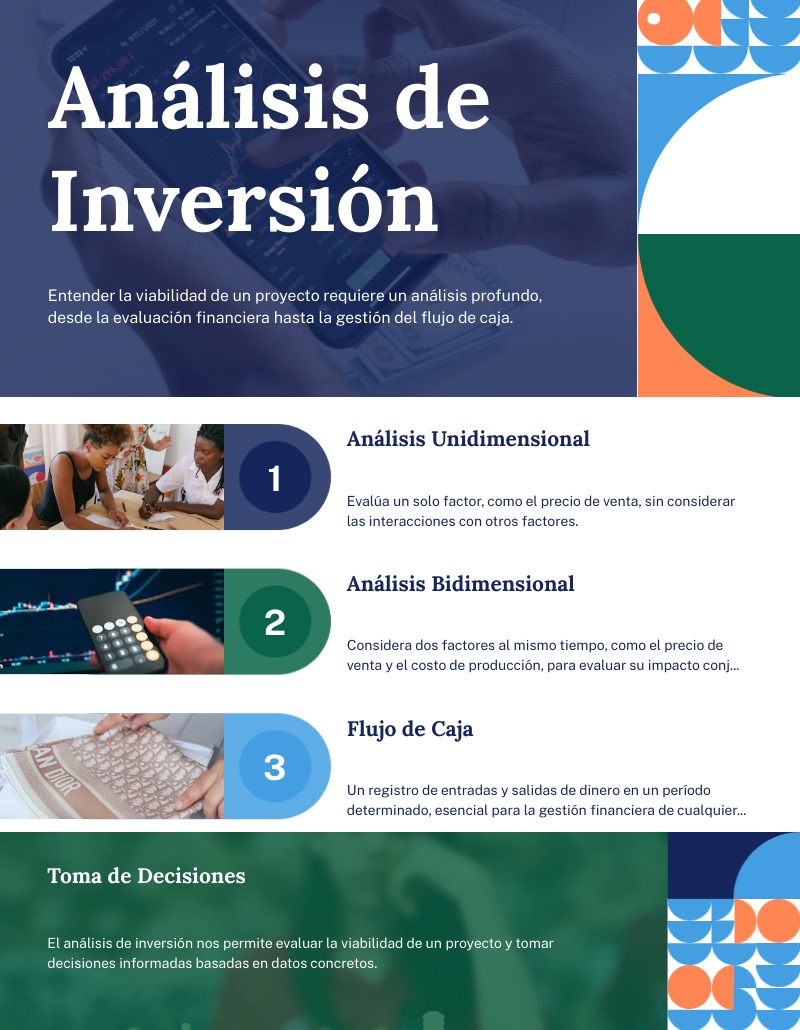 Análisis de
Inversión
Entender la viabilidad de un proyecto requiere un análisis profundo,
desde la evaluación financiera hasta la gestión del flujo de caja.
1
Análisis Unidimensional
Evalúa un solo factor, como el precio de venta, sin considerar
las interacciones con otros factores.
2
Análisis Bidimensional
Considera dos factores al mismo tiempo, como el precio de
venta y el costo de producción, para evaluar su impacto conj...
AN DIOR
3
Flujo de Caja
Un registro de entradas y salidas de dinero en un período
determinado, esencial para la gestión financiera de cualquier...
Toma de Decisiones
El análisis de inversión nos permite evaluar la viabilidad de un proyecto y tomar
decisiones informadas basadas en datos concretos.